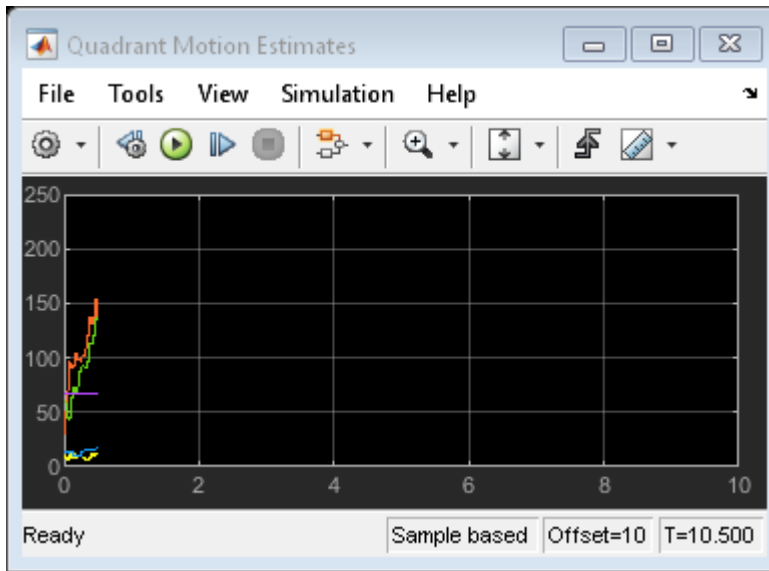 Quadrant Motion Estimates
File Tools View Simulation Help
250
200
150
100
50
0
0 2 4 6 8 10
Ready Sample based Offset=10 T=10.500